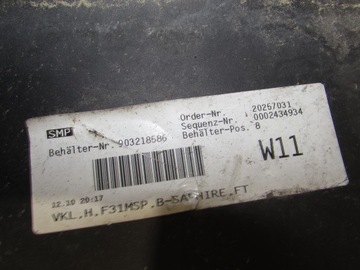 SMP
Order-Nr. : 20257031
Sequenz-Nr. 0002434934
Behälter-Nr. 903218586
Behälter-Pos. 8
W11
12.10 20:17
VKL,H,F31MSP,B-SAPHIRE,FT